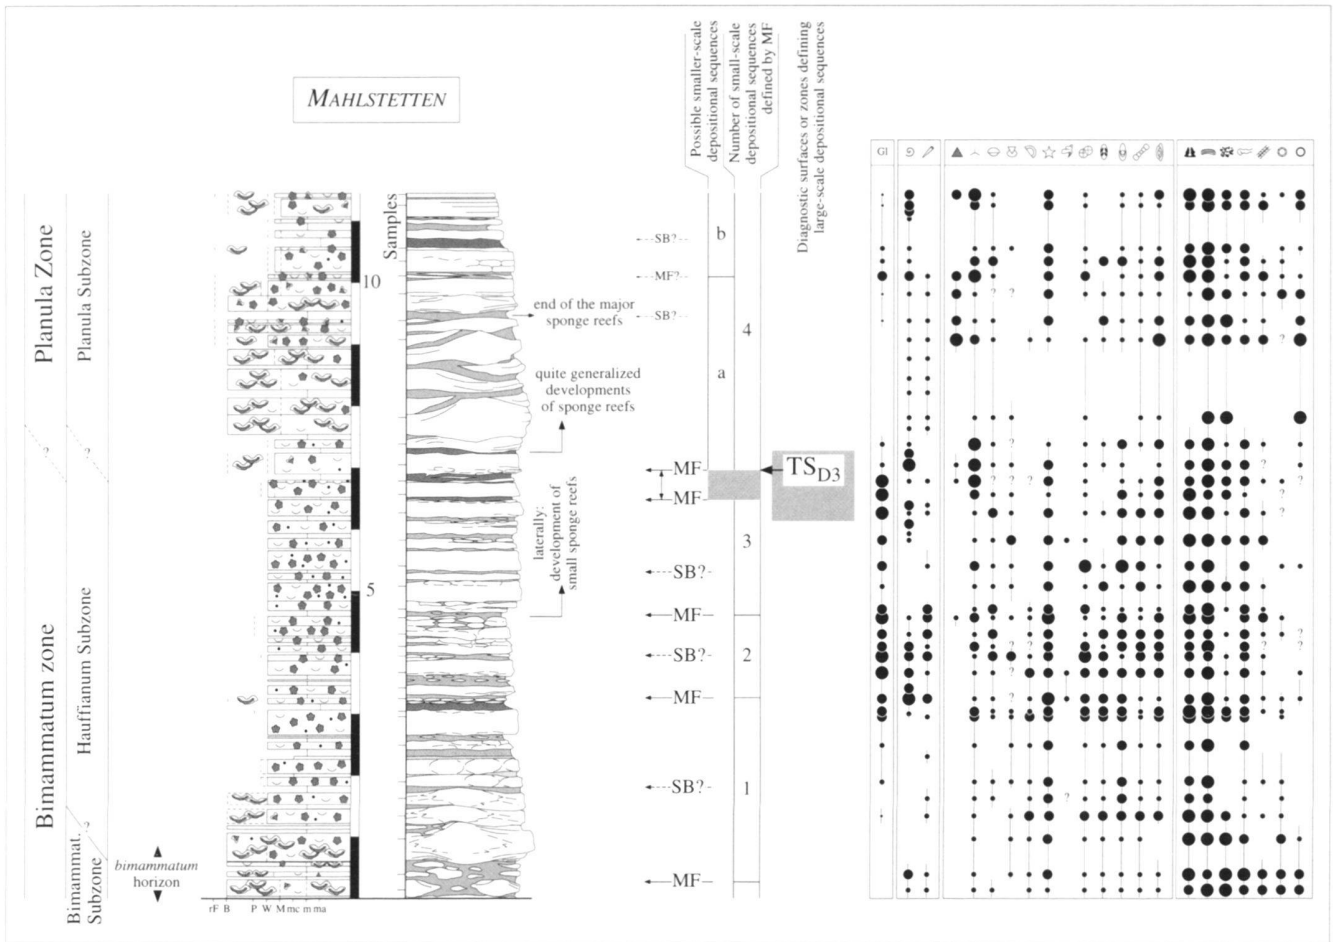 MAHLSTETTEN
Possible smaller-scale
depositional sequences
Number of small-scale
depositional sequences
defined by MF
Diagnostic surfaces or zones defining
large-scale depositional sequences
Gl
Planula Zone
Planula Subzone
?
?
Bimammatum zone
Hauffianum Subzone
?
Bimammat.
Subzone
bimammatum
horizon
Samples
10
5
rF B P W M mc m ma
end of the major
sponge reefs
quite generalized
developments
of sponge reefs
laterally:
development of
small sponge reefs
SB?
MF?
SB?
MF
MF
SB?
MF
SB?
MF
SB?
MF
b
4
a
3
2
1
TSD3
? ?
?
?
?
? ? ?
?
?
?
?
? ?
?
? ?
?
?
?
?